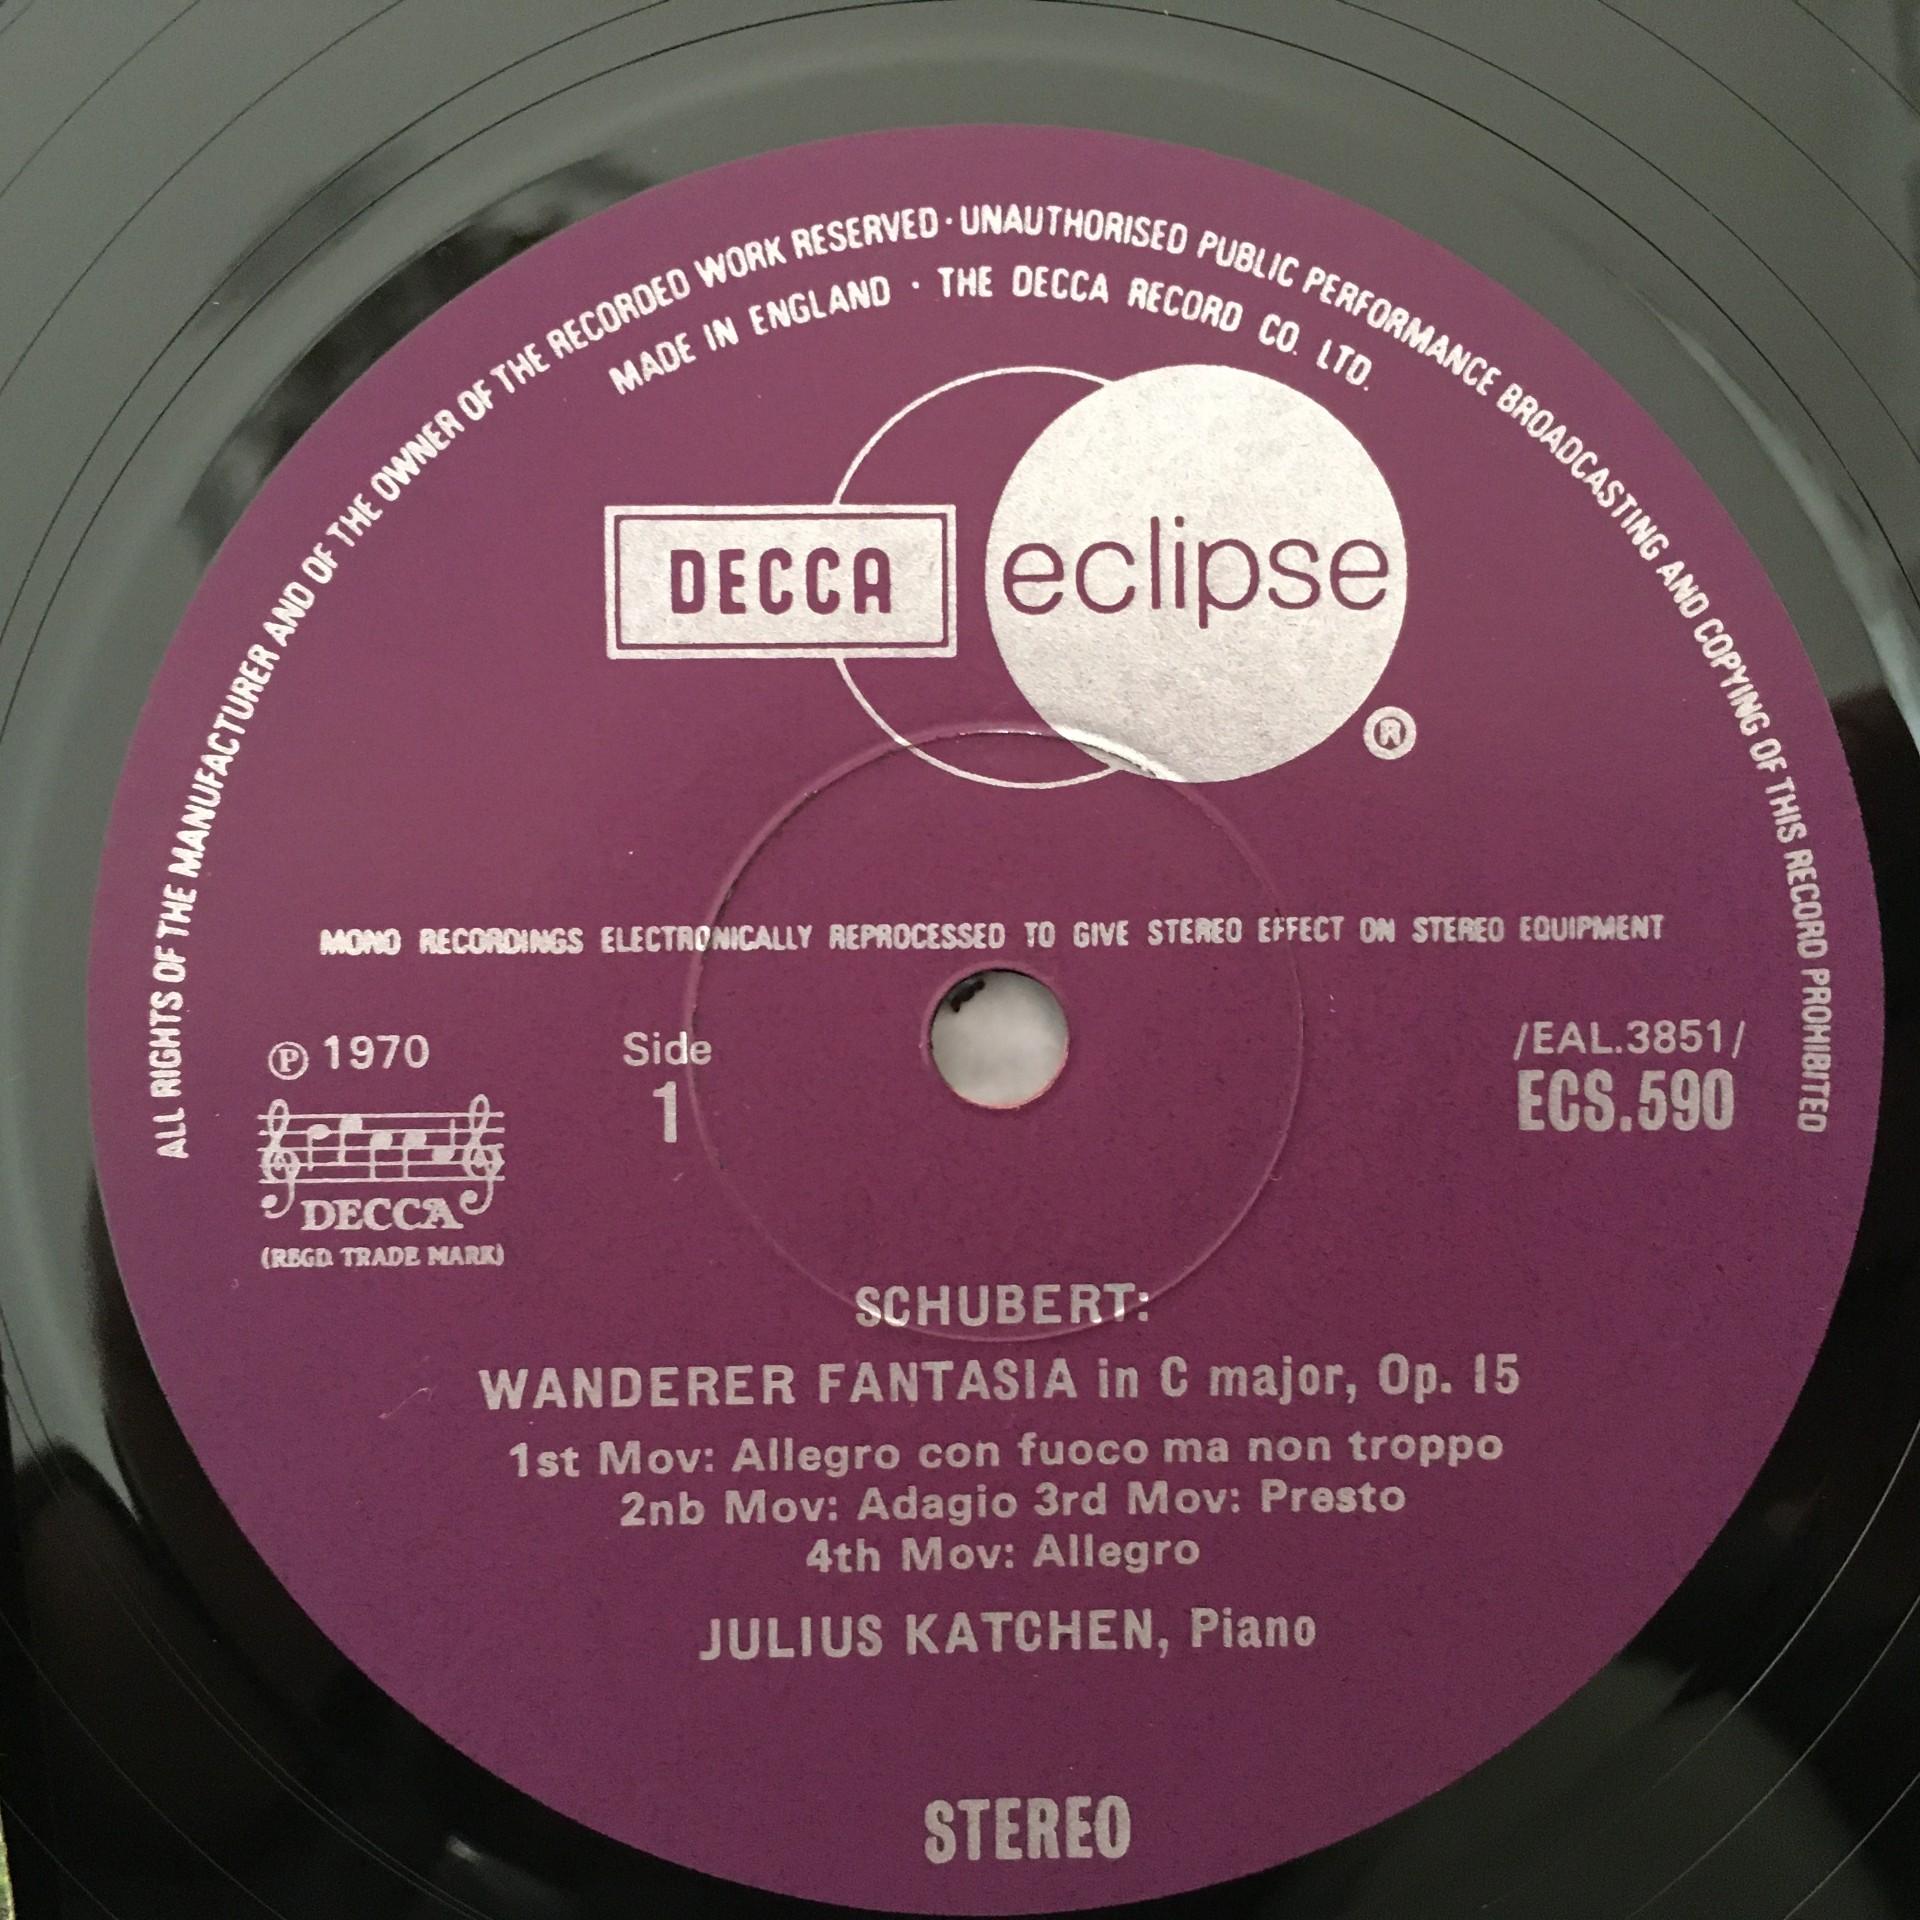 ALL RIGHTS OF THE MANUFACTURER AND OF THE OWNER OF THE RECORDED WORK RESERVED · UNAUTHORISED PUBLIC PERFORMANCE BROADCASTING AND COPYING OF THIS RECORD PROHIBITED
MADE IN ENGLAND · THE DECCA RECORD CO. LTD.
DECCA eclipse ®
MONO RECORDINGS ELECTRONICALLY REPROCESSED TO GIVE STEREO EFFECT ON STEREO EQUIPMENT
℗ 1970
DECCA
(REGD. TRADE MARK)
Side
1
/EAL.3851/
ECS.590
SCHUBERT:
WANDERER FANTASIA in C major, Op. 15
1st Mov: Allegro con fuoco ma non troppo
2nb Mov: Adagio 3rd Mov: Presto
4th Mov: Allegro
JULIUS KATCHEN, Piano
STEREO